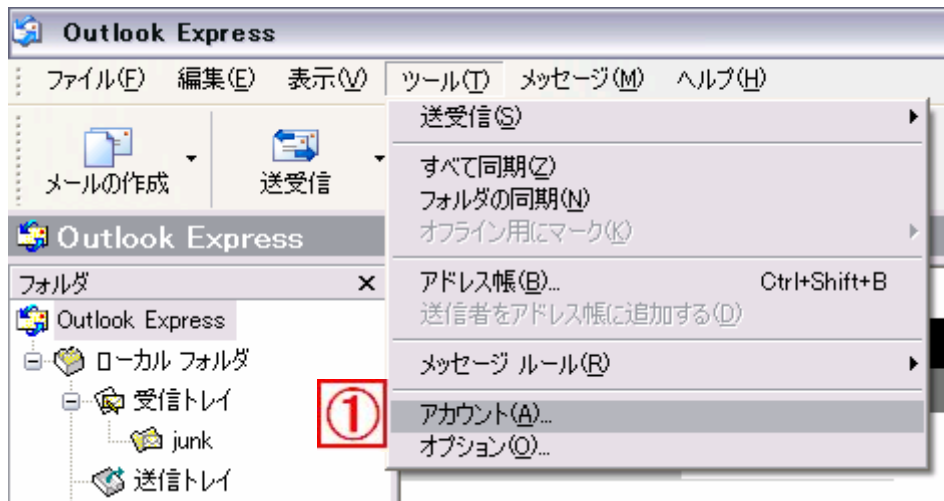 Outlook Express
ファイル(F) 編集(E) 表示(V) ツール(T) メッセージ(M) ヘルプ(H)
メールの作成 送受信
Outlook Express
フォルダ ×
Outlook Express
ローカル フォルダ
受信トレイ
junk
送信トレイ
送受信(S)
すべて同期(Z)
フォルダの同期(N)
オフライン用にマーク(K)
アドレス帳(B)... Ctrl+Shift+B
送信者をアドレス帳に追加する(D)
メッセージ ルール(R)
① アカウント(A)...
オプション(O)...